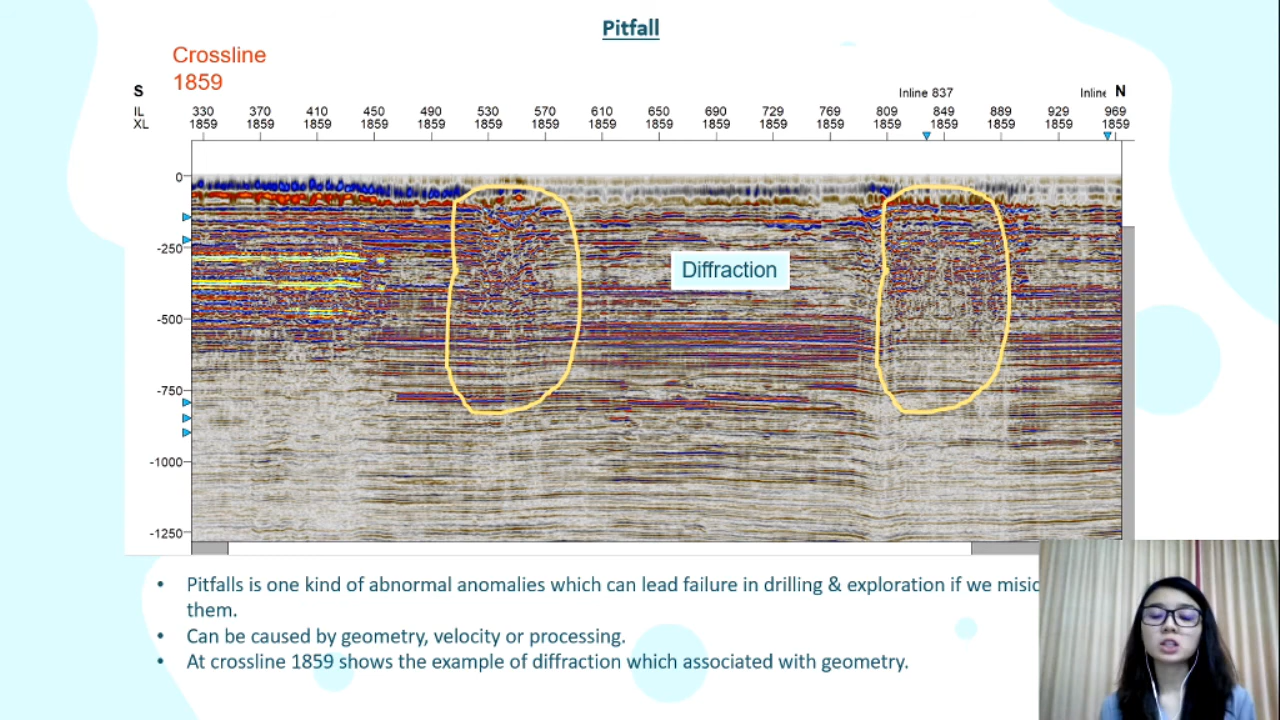 Pitfall
Crossline
1859
Inline 837 Inline
S N
IL 330 370 410 450 490 530 570 610 650 690 729 769 809 849 889 929 969
XL 1859 1859 1859 1859 1859 1859 1859 1859 1859 1859 1859 1859 1859 1859 1859 1859 1859
0
-250
Diffraction
-500
-750
-1000
-1250
• Pitfalls is one kind of abnormal anomalies which can lead failure in drilling & exploration if we
them.
• Can be caused by geometry, velocity or processing.
• At crossline 1859 shows the example of diffraction which associated with geometry.